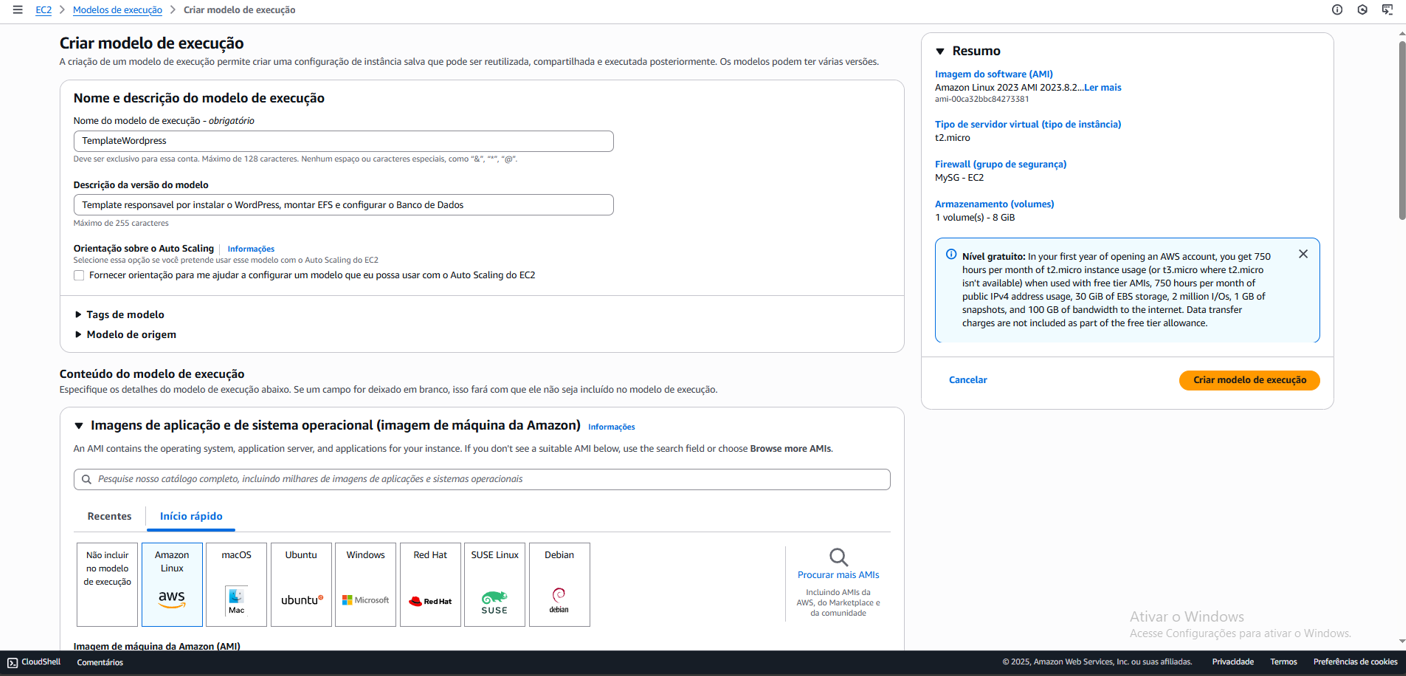 EC2 > Modelos de execução > Criar modelo de execução
Criar modelo de execução
A criação de um modelo de execução permite criar uma configuração de instância salva que pode ser reutilizada, compartilhada e executada posteriormente. Os modelos podem ter várias versões.
Nome e descrição do modelo de execução
Nome do modelo de execução - obrigatório
TemplateWordpress
Deve ser exclusivo para essa conta. Máximo de 128 caracteres. Nenhum espaço ou caracteres especiais, como "&", "*", "@".
Descrição da versão do modelo
Template responsavel por instalar o WordPress, montar EFS e configurar o Banco de Dados
Máximo de 255 caracteres
Orientação sobre o Auto Scaling Informações
Selecione essa opção se você pretende usar esse modelo com o Auto Scaling do EC2
Fornecer orientação para me ajudar a configurar um modelo que eu possa usar com o Auto Scaling do EC2
Tags de modelo
Modelo de origem
Conteúdo do modelo de execução
Especifique os detalhes do modelo de execução abaixo. Se um campo for deixado em branco, isso fará com que ele não seja incluído no modelo de execução.
Imagens de aplicação e de sistema operacional (imagem de máquina da Amazon) Informações
An AMI contains the operating system, application server, and applications for your instance. If you don't see a suitable AMI below, use the search field or choose Browse more AMIs.
Pesquise nosso catálogo completo, incluindo milhares de imagens de aplicações e sistemas operacionais
Recentes Início rápido
Não incluir
no modelo
de execução
Amazon
Linux
aws
macOS
Mac
Ubuntu
ubuntu
Windows
Microsoft
Red Hat
Red Hat
SUSE Linux
SUSE
Debian
debian
Procurar mais AMIs
Incluindo AMIs da
AWS, do Marketplace e
da comunidade
Imagem de máquina da Amazon (AMI)
Resumo
Imagem do software (AMI)
Amazon Linux 2023 AMI 2023.8.2...Ler mais
ami-00ca32bbc84273381
Tipo de servidor virtual (tipo de instância)
t2.micro
Firewall (grupo de segurança)
MySG - EC2
Armazenamento (volumes)
1 volume(s) - 8 GiB
Nível gratuito: In your first year of opening an AWS account, you get 750
hours per month of t2.micro instance usage (or t3.micro where t2.micro
isn't available) when used with free tier AMIs, 750 hours per month of
public IPv4 address usage, 30 GiB of EBS storage, 2 million I/Os, 1 GB of
snapshots, and 100 GB of bandwidth to the internet. Data transfer
charges are not included as part of the free tier allowance.
Cancelar Criar modelo de execução
Ativar o Windows
Acesse Configurações para ativar o Windows.
CloudShell Comentários © 2025, Amazon Web Services, Inc. ou suas afiliadas. Privacidade Termos Preferências de cookies